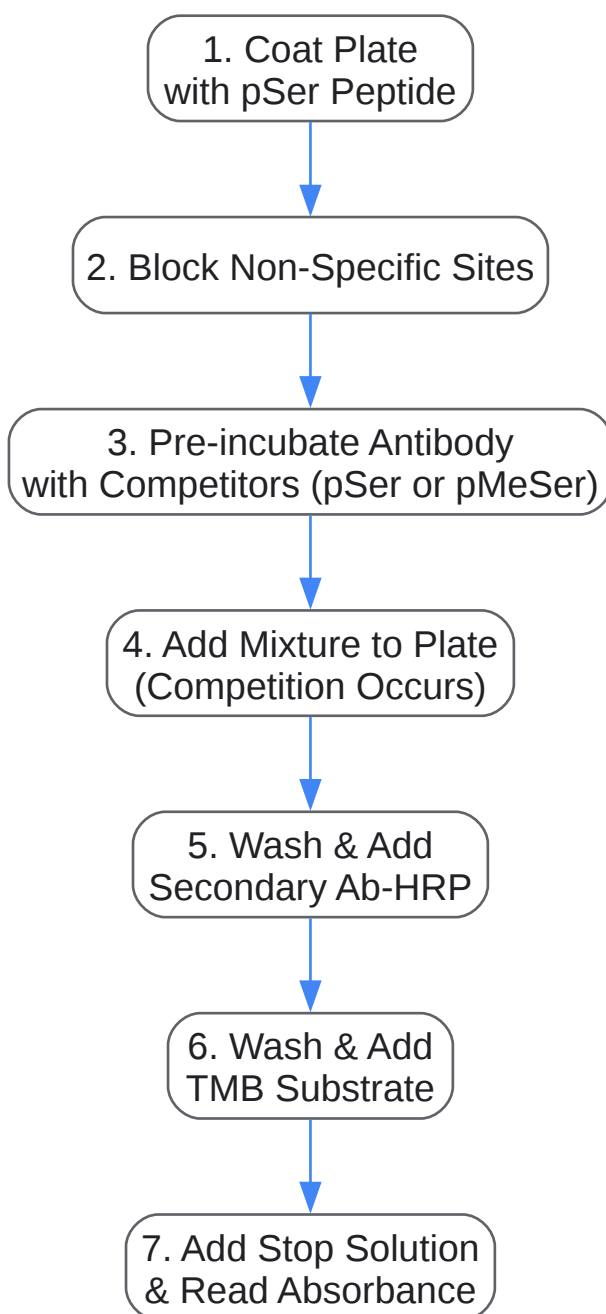 1. Coat Plate
with pSer Peptide
2. Block Non-Specific Sites
3. Pre-incubate Antibody
with Competitors (pSer or pMeSer)
4. Add Mixture to Plate
(Competition Occurs)
5. Wash & Add
Secondary Ab-HRP
6. Wash & Add
TMB Substrate
7. Add Stop Solution
& Read Absorbance